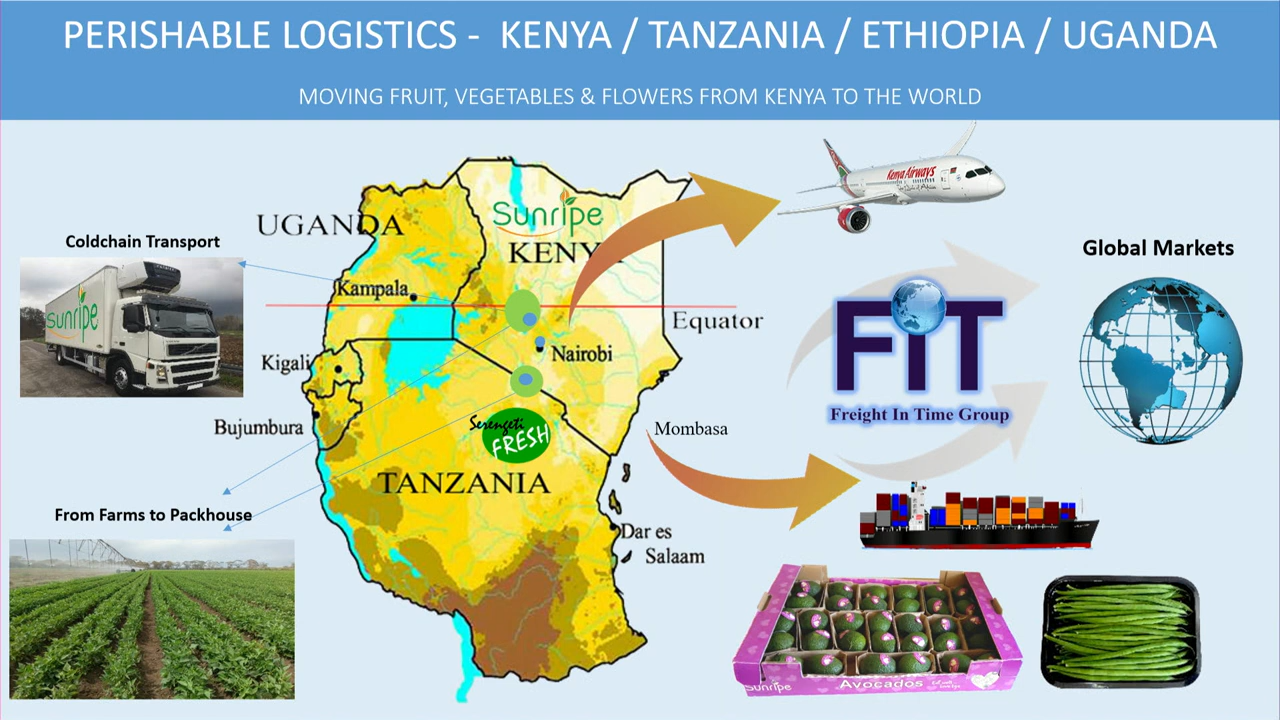 PERISHABLE LOGISTICS - KENYA / TANZANIA / ETHIOPIA / UGANDA
MOVING FRUIT, VEGETABLES & FLOWERS FROM KENYA TO THE WORLD
Kenya Airways
Sunripe
UGANDA
KENYA
Coldchain Transport
Global Markets
Sunripe
Kampala
Equator
FiT
Freight In Time Group
Nairobi
Kigali
Bujumbura
Serengeti
FRESH
Mombasa
TANZANIA
From Farms to Packhouse
Dar es
Salaam
Sunripe
Avocados